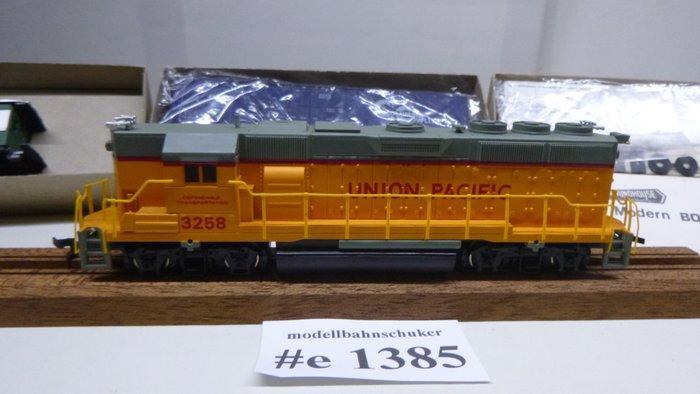 UNION PACIFIC
DEPENDABLE
TRANSPORTATION
3258
Modern
modellbahnschuker
#e 1385